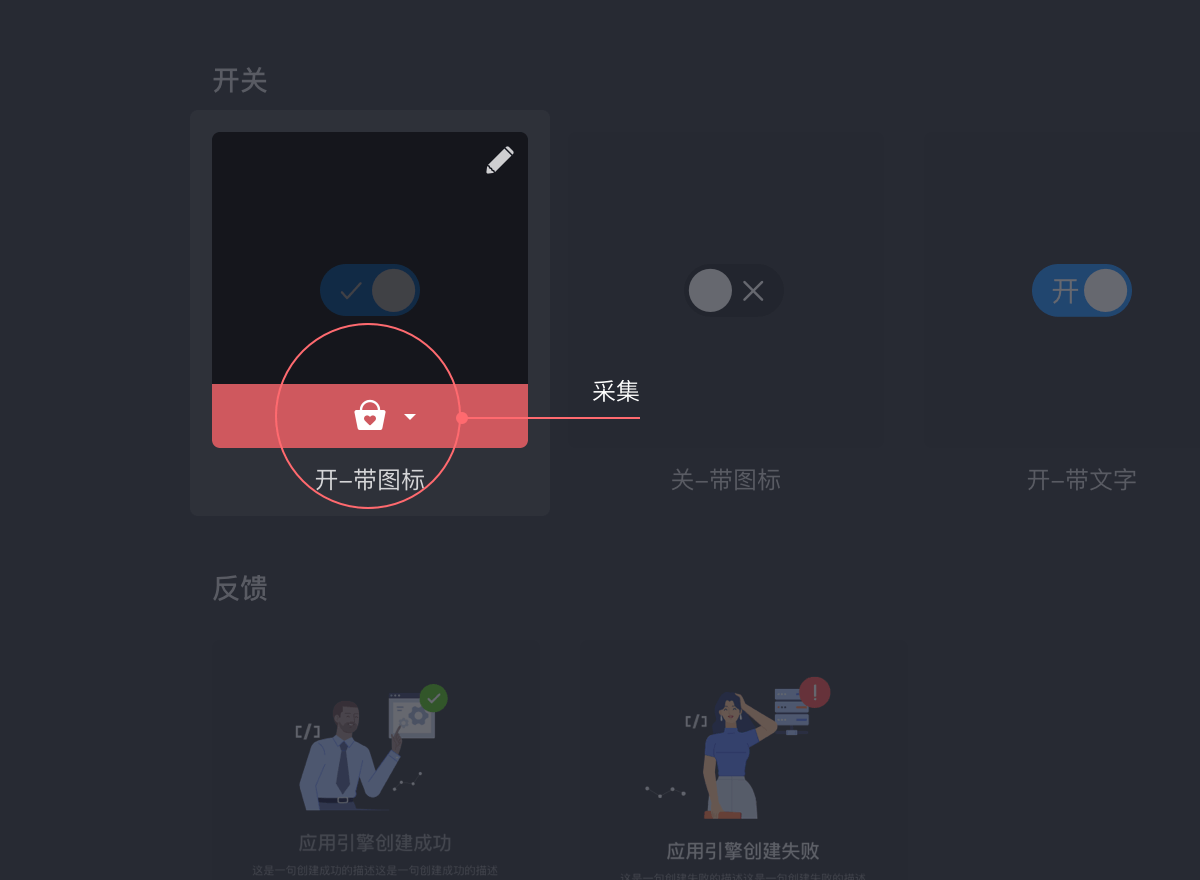 开关
开
采集
开–带图标
关–带图标
开–带文字
反馈
[/]
[/]
应用引擎创建成功
应用引擎创建失败
这是一句创建成功的描述这是一句创建成功的描述
这是一句创建失败的描述这是一句创建失败的描述